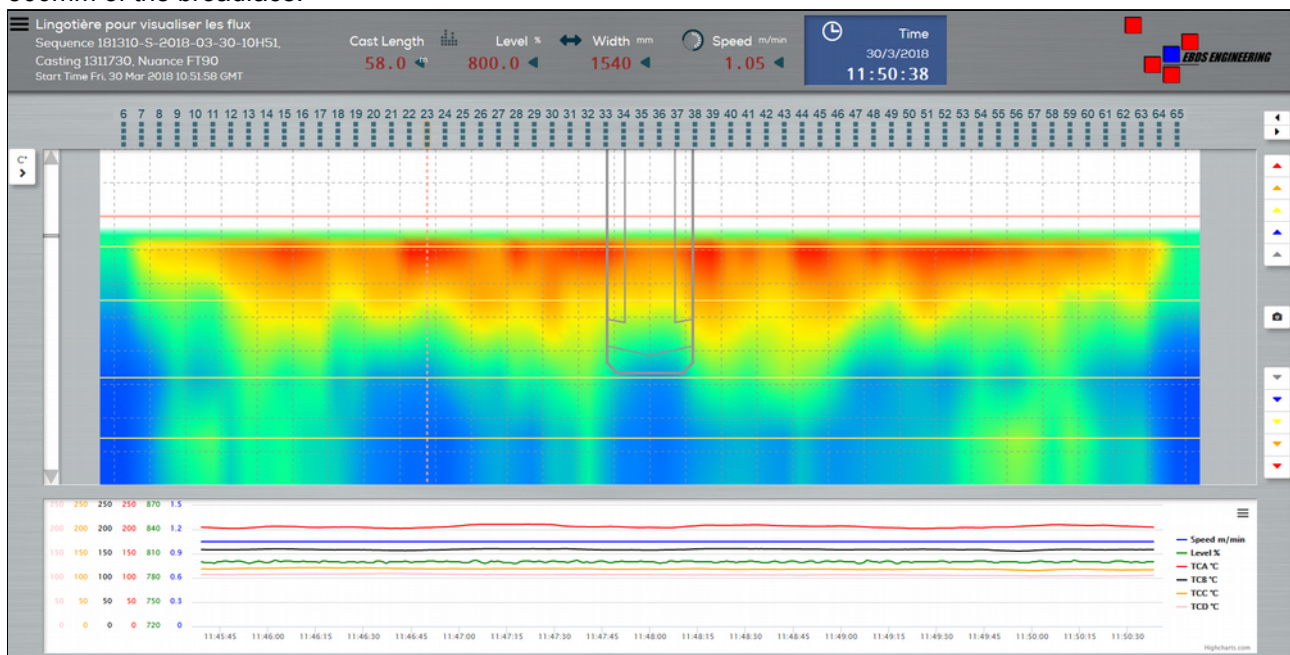 500mm of the broadface.
Lingotière pour visualiser les flux
Sequence 181310-S-2018-03-30-10H51,
Casting 1311730, Nuance FT90
Start Time Fri, 30 Mar 2018 10:51:58 GMT
Cast Length
58.0 m
Level %
800.0
Width mm
1540
Speed m/min
1.05
Time
30/3/2018
11:50:38
EBDS ENGINEERING
6 7 8 9 10 11 12 13 14 15 16 17 18 19 20 21 22 23 24 25 26 27 28 29 30 31 32 33 34 35 36 37 38 39 40 41 42 43 44 45 46 47 48 49 50 51 52 53 54 55 56 57 58 59 60 61 62 63 64 65
C°
250 250 250 250 870 1.5
200 200 200 200 840 1.2
150 150 150 150 810 0.9
100 100 100 100 780 0.6
50 50 50 50 750 0.3
0 0 0 0 720 0
11:45:45 11:46:00 11:46:15 11:46:30 11:46:45 11:47:00 11:47:15 11:47:30 11:47:45 11:48:00 11:48:15 11:48:30 11:48:45 11:49:00 11:49:15 11:49:30 11:49:45 11:50:00 11:50:15 11:50:30
Speed m/min
Level %
TCA °C
TCB °C
TCC °C
TCD °C
Highcharts.com